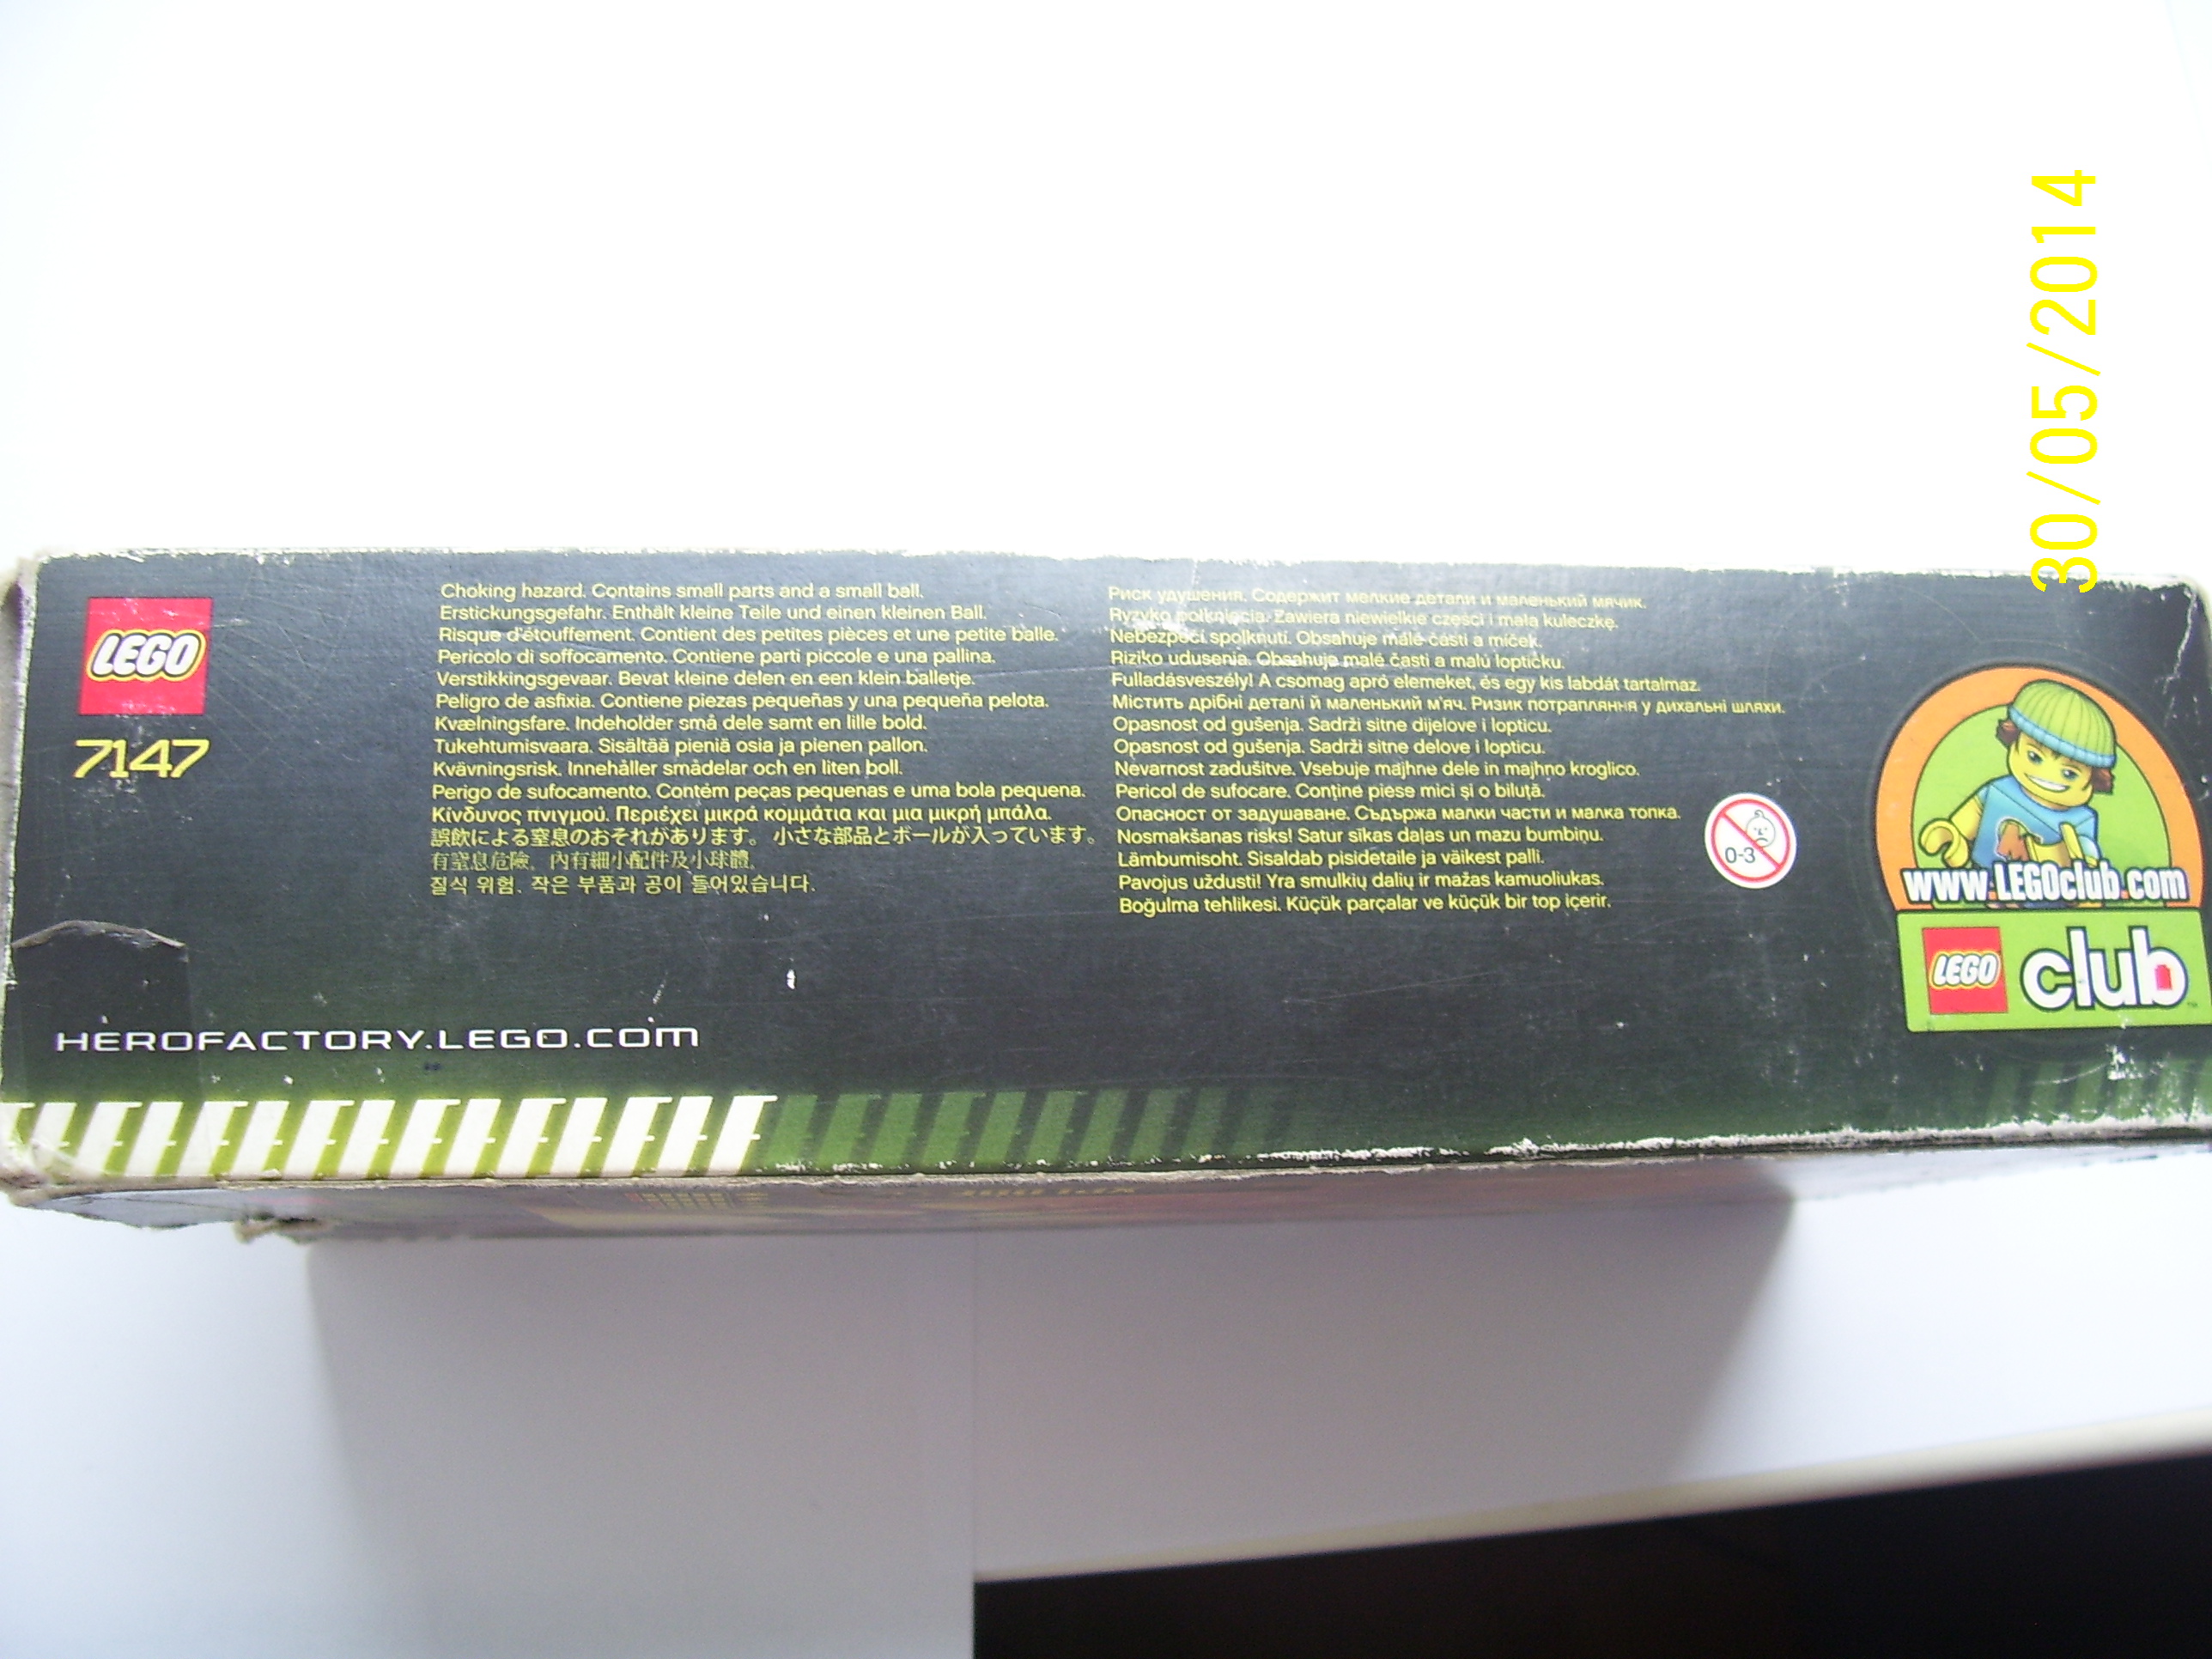 LEGO
7147
Choking hazard. Contains small parts and a small ball.
Erstickungsgefahr. Enthält kleine Teile und einen kleinen Ball.
Risque d'étouffement. Contient des petites pièces et une petite balle.
Pericolo di soffocamento. Contiene parti piccole e una pallina.
Verstikkingsgevaar. Bevat kleine delen en een klein balletje.
Peligro de asfixia. Contiene piezas pequeñas y una pequeña pelota.
Kvælningsfare. Indeholder små dele samt en lille bold.
Tukehtumisvaara. Sisältää pieniä osia ja pienen pallon.
Kvävningsrisk. Innehåller smådelar och en liten boll.
Perigo de sufocamento. Contém peças pequenas e uma bola pequena.
Κίνδυνος πνιγμού. Περιέχει μικρά κομμάτια και μια μικρή μπάλα.
誤飲による窒息のおそれがあります。 小さな部品とボールが入っています。
有窒息危險。內有細小配件及小球體。
질식 위험. 작은 부품과 공이 들어있습니다.
Риск удушения. Содержит мелкие детали и маленький мячик.
Ryzyko połknięcia. Zawiera niewielkie części i małą kuleczkę.
Nebezpečí spolknutí. Obsahuje málé části a míček.
Riziko udusenia. Obsahuje malé časti a malú loptičku.
Fulladásveszély! A csomag apró elemeket, és egy kis labdát tartalmaz.
Містить дрібні деталі й маленький м'яч. Ризик потрапляння у дихальні шляхи.
Opasnost od gušenja. Sadrži sitne dijelove i lopticu.
Opasnost od gušenja. Sadrži sitne delove i lopticu.
Nevarnost zadušitve. Vsebuje majhne dele in majhno kroglico.
Pericol de sufocare. Conține piese mici și o biluță.
Опасност от задушаване. Съдържа малки части и малка топка.
Nosmakšanas risks! Satur sīkas daļas un mazu bumbiņu.
Lämbumisoht. Sisaldab pisidetaile ja väikest palli.
Pavojus uždusti! Yra smulkių dalių ir mažas kamuoliukas.
Boğulma tehlikesi. Küçük parçalar ve küçük bir top içerir.
0-3
www.LEGOclub.com
LEGO club
TM
HEROFACTORY.LEGO.COM
30/05/2014